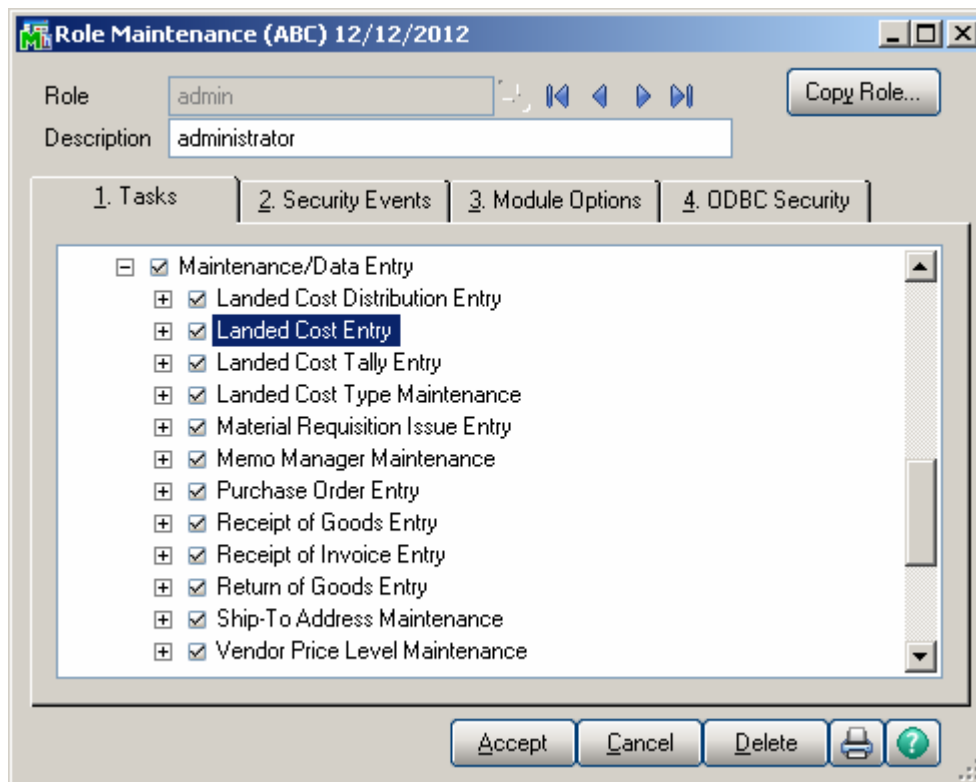 Role Maintenance (ABC) 12/12/2012
Role admin Copy Role...
Description administrator
1. Tasks 2. Security Events 3. Module Options 4. ODBC Security
Maintenance/Data Entry
Landed Cost Distribution Entry
Landed Cost Entry
Landed Cost Tally Entry
Landed Cost Type Maintenance
Material Requisition Issue Entry
Memo Manager Maintenance
Purchase Order Entry
Receipt of Goods Entry
Receipt of Invoice Entry
Return of Goods Entry
Ship-To Address Maintenance
Vendor Price Level Maintenance
Accept Cancel Delete